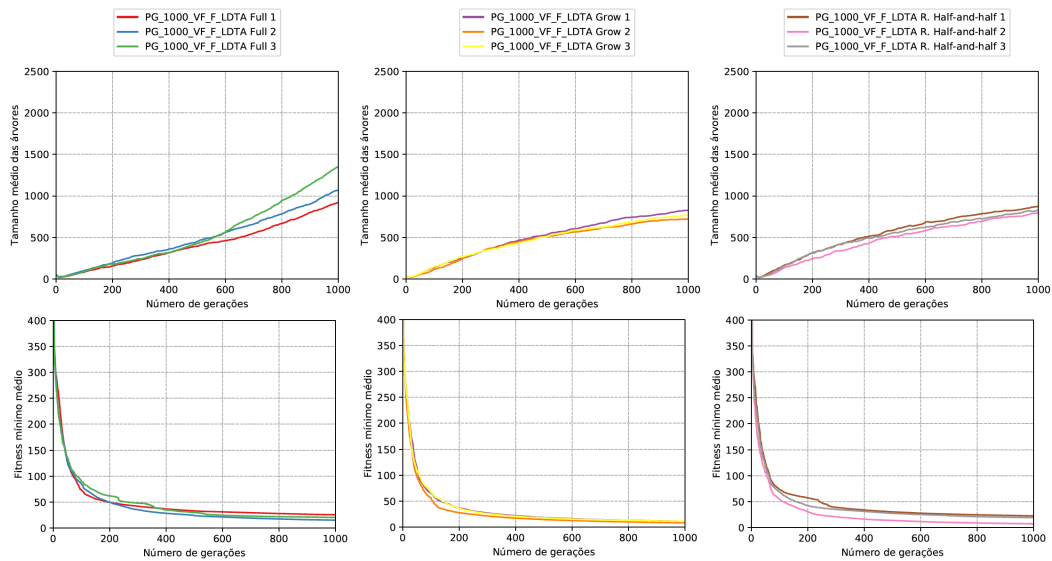 PG_1000_VF_F_LDTA Full 1
PG_1000_VF_F_LDTA Full 2
PG_1000_VF_F_LDTA Full 3
PG_1000_VF_F_LDTA Grow 1
PG_1000_VF_F_LDTA Grow 2
PG_1000_VF_F_LDTA Grow 3
PG_1000_VF_F_LDTA R. Half-and-half 1
PG_1000_VF_F_LDTA R. Half-and-half 2
PG_1000_VF_F_LDTA R. Half-and-half 3
Tamanho médio das árvores
2500
2000
1500
1000
500
0
0 200 400 600 800 1000
Número de gerações
Tamanho médio das árvores
2500
2000
1500
1000
500
0
0 200 400 600 800 1000
Número de gerações
Tamanho médio das árvores
2500
2000
1500
1000
500
0
0 200 400 600 800 1000
Número de gerações
Fitness mínimo médio
400
350
300
250
200
150
100
50
0
0 200 400 600 800 1000
Número de gerações
Fitness mínimo médio
400
350
300
250
200
150
100
50
0
0 200 400 600 800 1000
Número de gerações
Fitness mínimo médio
400
350
300
250
200
150
100
50
0
0 200 400 600 800 1000
Número de gerações